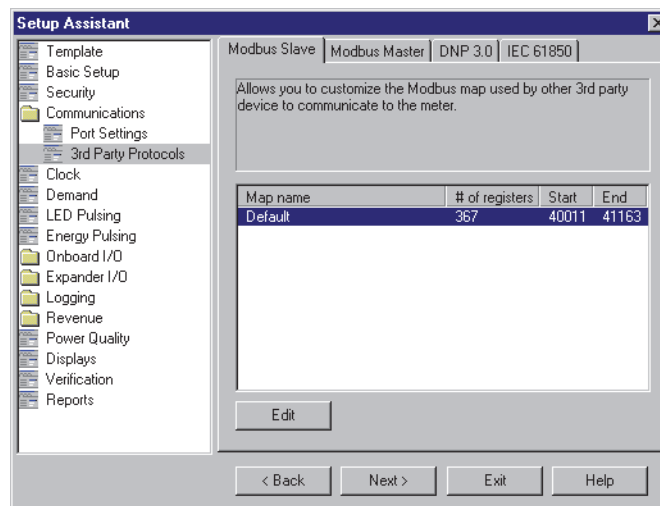 Setup Assistant
Template
Basic Setup
Security
Communications
Port Settings
3rd Party Protocols
Clock
Demand
LED Pulsing
Energy Pulsing
Onboard I/O
Expander I/O
Logging
Revenue
Power Quality
Displays
Verification
Reports
Modbus Slave Modbus Master DNP 3.0 IEC 61850
Allows you to customize the Modbus map used by other 3rd party
device to communicate to the meter.
Map name # of registers Start End
Default 367 40011 41163
Edit
< Back Next > Exit Help